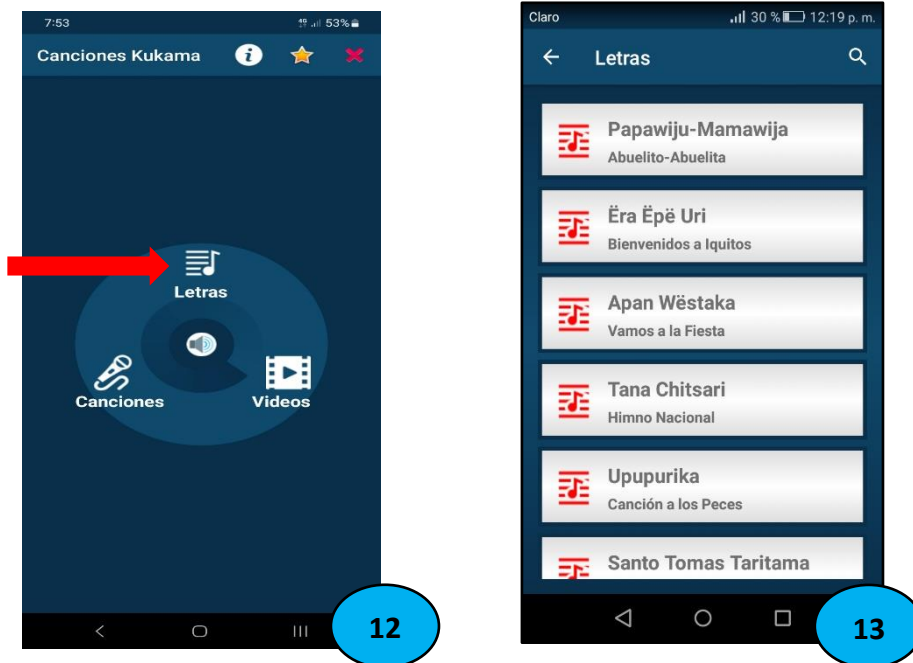 7:53
53%
Canciones Kukama
Letras
Canciones
Videos
12
Claro
30 % 12:19 p. m.
Letras
Papawiju-Mamawija
Abuelito-Abuelita
Ëra Ëpë Uri
Bienvenidos a Iquitos
Apan Wëstaka
Vamos a la Fiesta
Tana Chitsari
Himno Nacional
Upupurika
Canción a los Peces
Santo Tomas Taritama
13